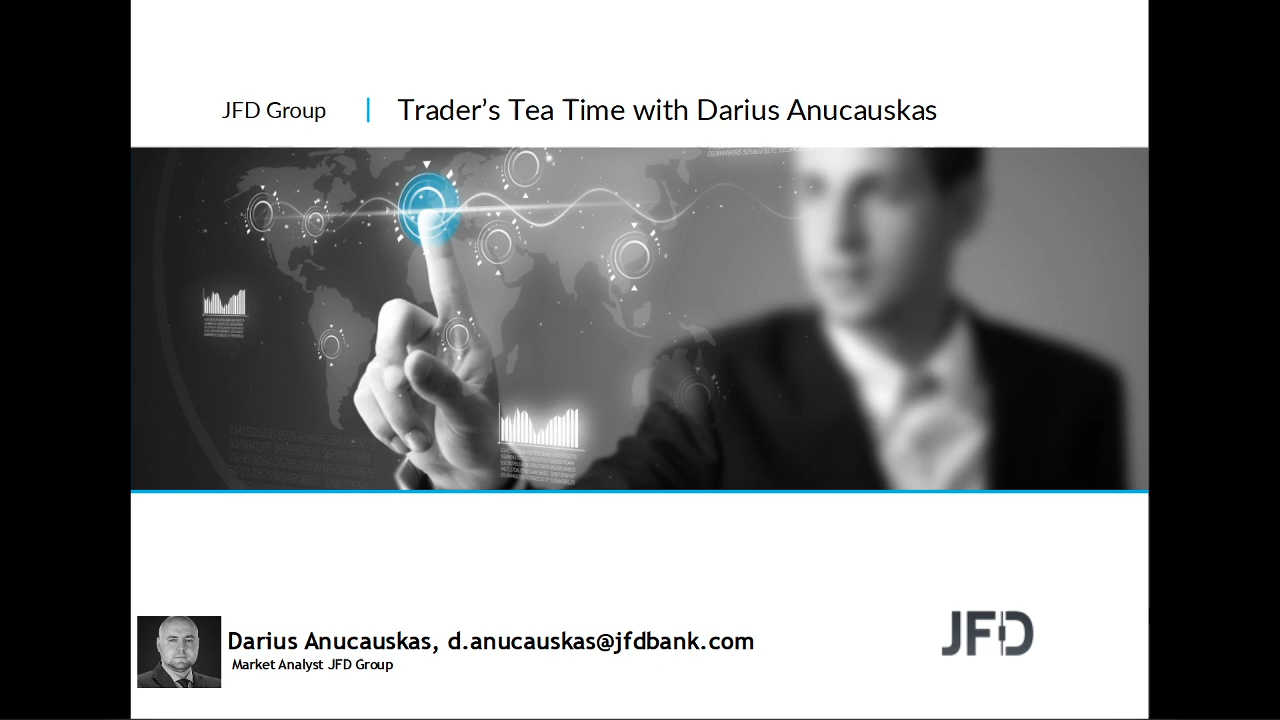 JFD Group
Trader’s Tea Time with Darius Anucauskas
Darius Anucauskas, d.anucauskas@jfdbank.com
Market Analyst JFD Group
JFD